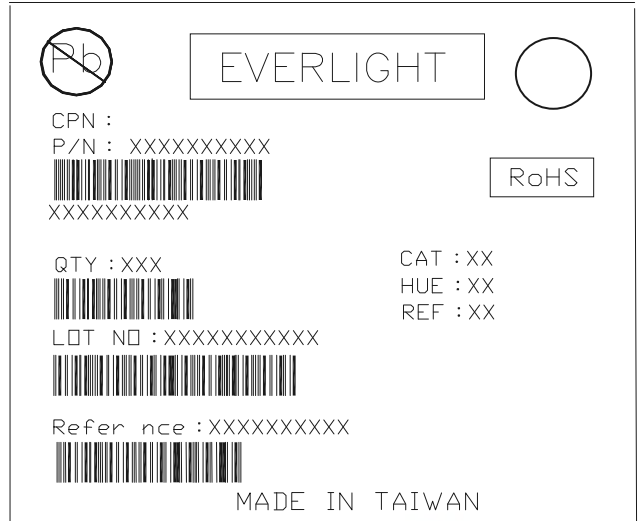 Pb
EVERLIGHT
CPN :
P/N : XXXXXXXXXX
RoHS
XXXXXXXXXX
QTY : XXX
CAT : XX
HUE : XX
REF : XX
LOT NO : XXXXXXXXXXX
Refer nce : XXXXXXXXXX
MADE IN TAIWAN